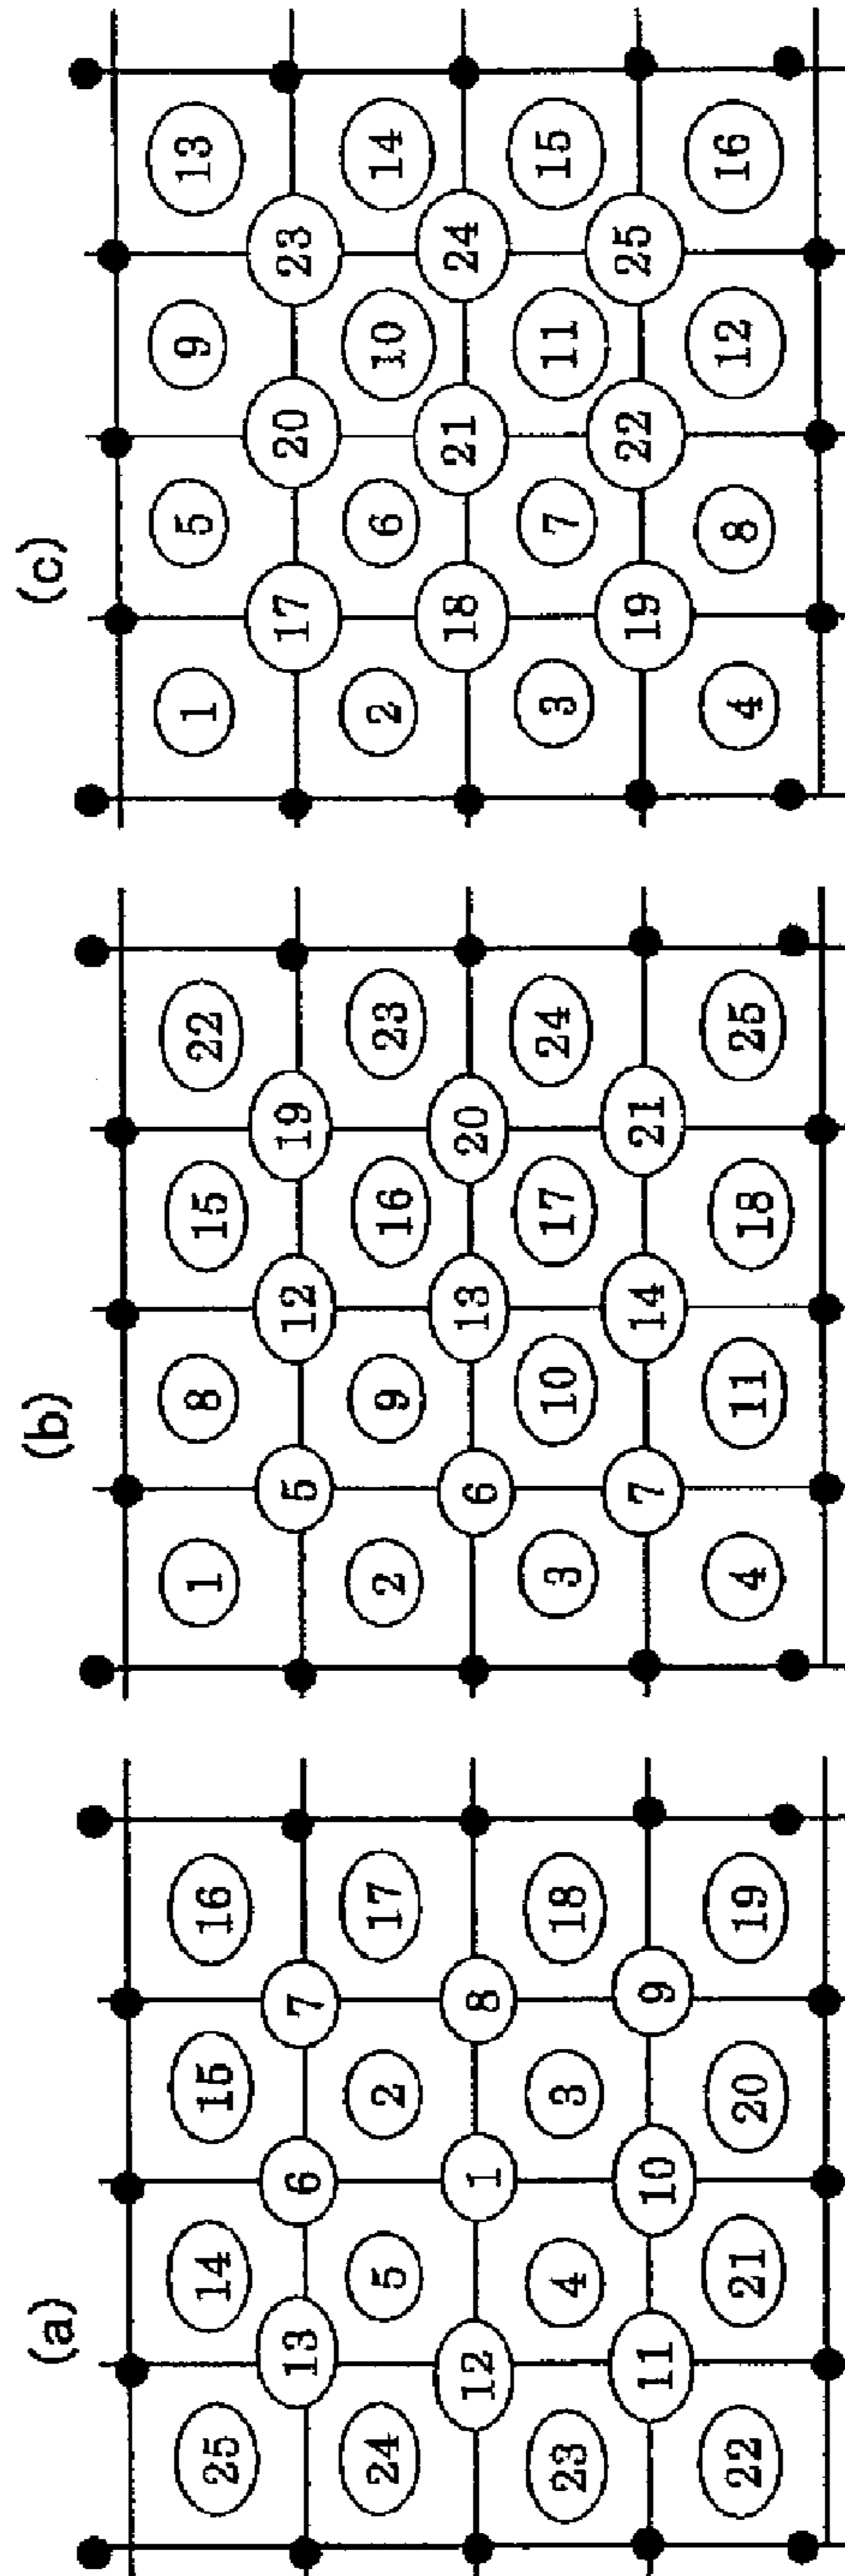 (a)
25 14 15 16
13 6 7
24 5 2 17
12 1 8
23 4 3 18
11 10 9
22 21 20 19
(b)
1 8 15 22
5 12 19
2 9 16 23
6 13 20
3 10 17 24
7 14 21
4 11 18 25
(c)
1 5 9 13
17 20 23
2 6 10 14
18 21 24
3 7 11 15
19 22 25
4 8 12 16